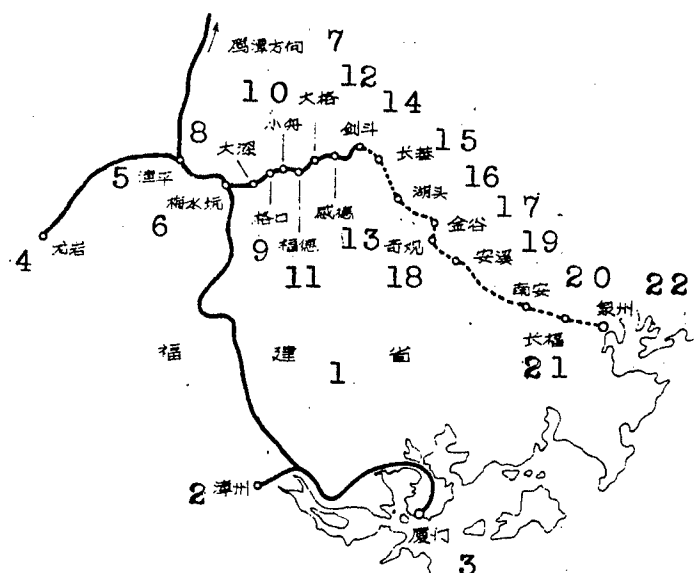 鹰潭方向 7
10 大格 12
小舟 14
8 大深 剑斗
长基 15
5 漳平
梅水坑 湖头 16
6 格口 感德 金谷 17
4 龙岩 9 福德 13 奇观 安溪 19
11 18 南安 20 泉州 22
福建省 长福
1 21
2 漳州
厦门
3